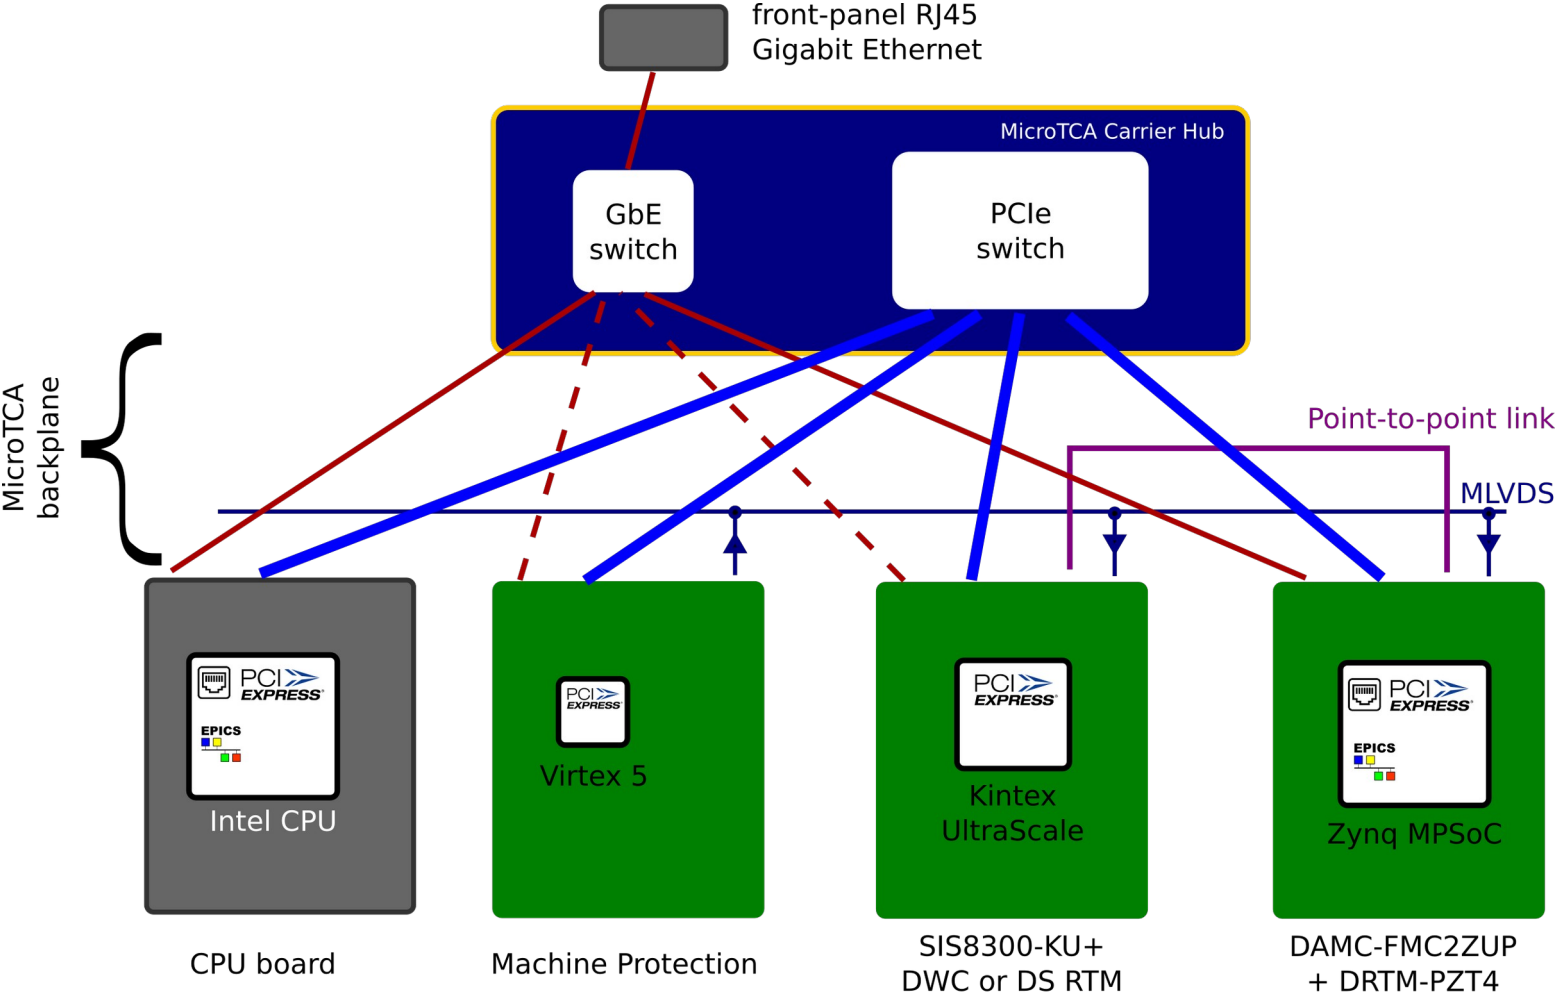 front-panel RJ45
Gigabit Ethernet
MicroTCA Carrier Hub
GbE
switch
PCIe
switch
MicroTCA
backplane
Point-to-point link
MLVDS
PCI
EXPRESS®
EPICS
Intel CPU
PCI
EXPRESS®
Virtex 5
PCI
EXPRESS®
Kintex
UltraScale
PCI
EXPRESS®
EPICS
Zynq MPSoC
CPU board
Machine Protection
SIS8300-KU+
DWC or DS RTM
DAMC-FMC2ZUP
+ DRTM-PZT4